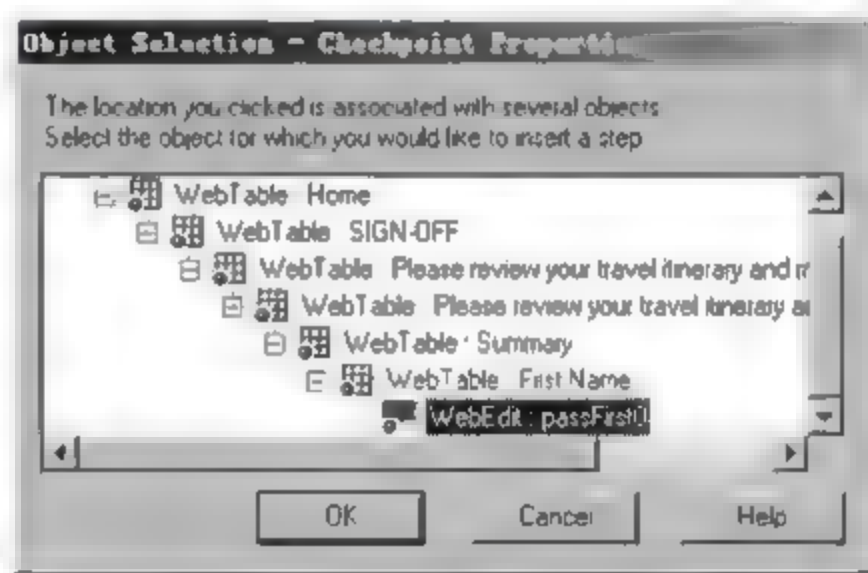 Object Selection - Checkpoint Properties
The location you clicked is associated with several objects
Select the object for which you would like to insert a step
WebTable Home
WebTable SIGN-OFF
WebTable Please review your travel itinerary and m
WebTable Please review your travel itinerary a
WebTable : Summary
WebTable First Name
WebEdit : passFirst0
OK Cancel Help